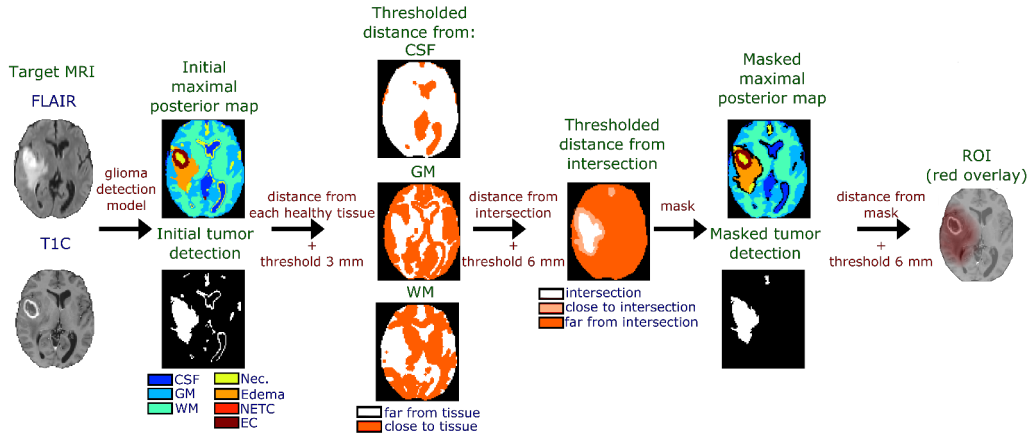 Target MRI
FLAIR
T1C
glioma
detection
model
Initial
maximal
posterior map
Initial tumor
detection
CSF
GM
WM
Nec.
Edema
NETC
EC
distance from
each healthy tissue
+
threshold 3 mm
Thresholded
distance from:
CSF
GM
WM
far from tissue
close to tissue
distance from
intersection
+
threshold 6 mm
Thresholded
distance from
intersection
intersection
close to intersection
far from intersection
mask
Masked
maximal
posterior map
Masked tumor
detection
distance from
mask
+
threshold 6 mm
ROI
(red overlay)